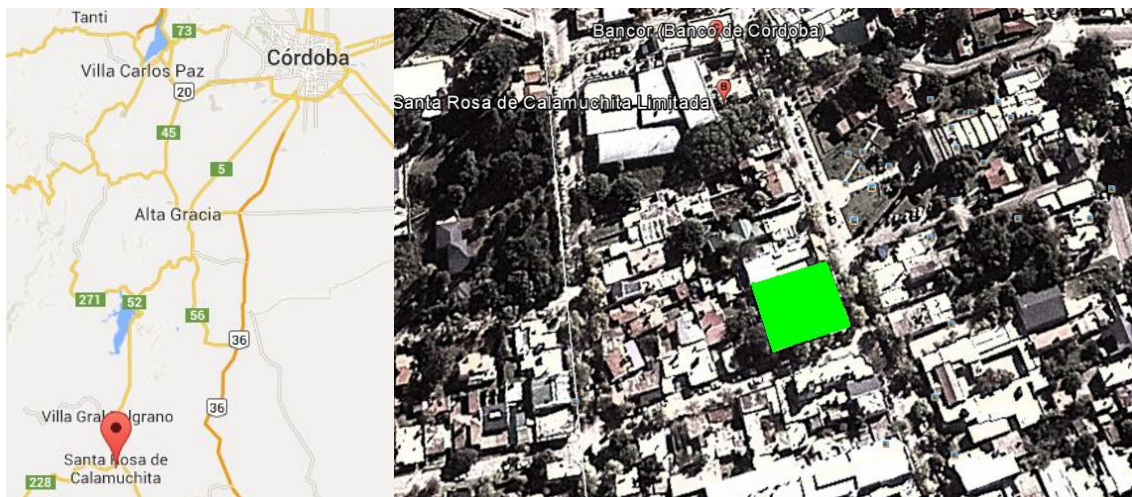 Tanti
73
Villa Carlos Paz
Córdoba
20
45
5
Alta Gracia
271
52
56
36
36
Villa Gral. Belgrano
Santa Rosa de
Calamuchita
228
Bancor (Banco de Cordoba)
C
B
Santa Rosa de Calamuchita Limitada